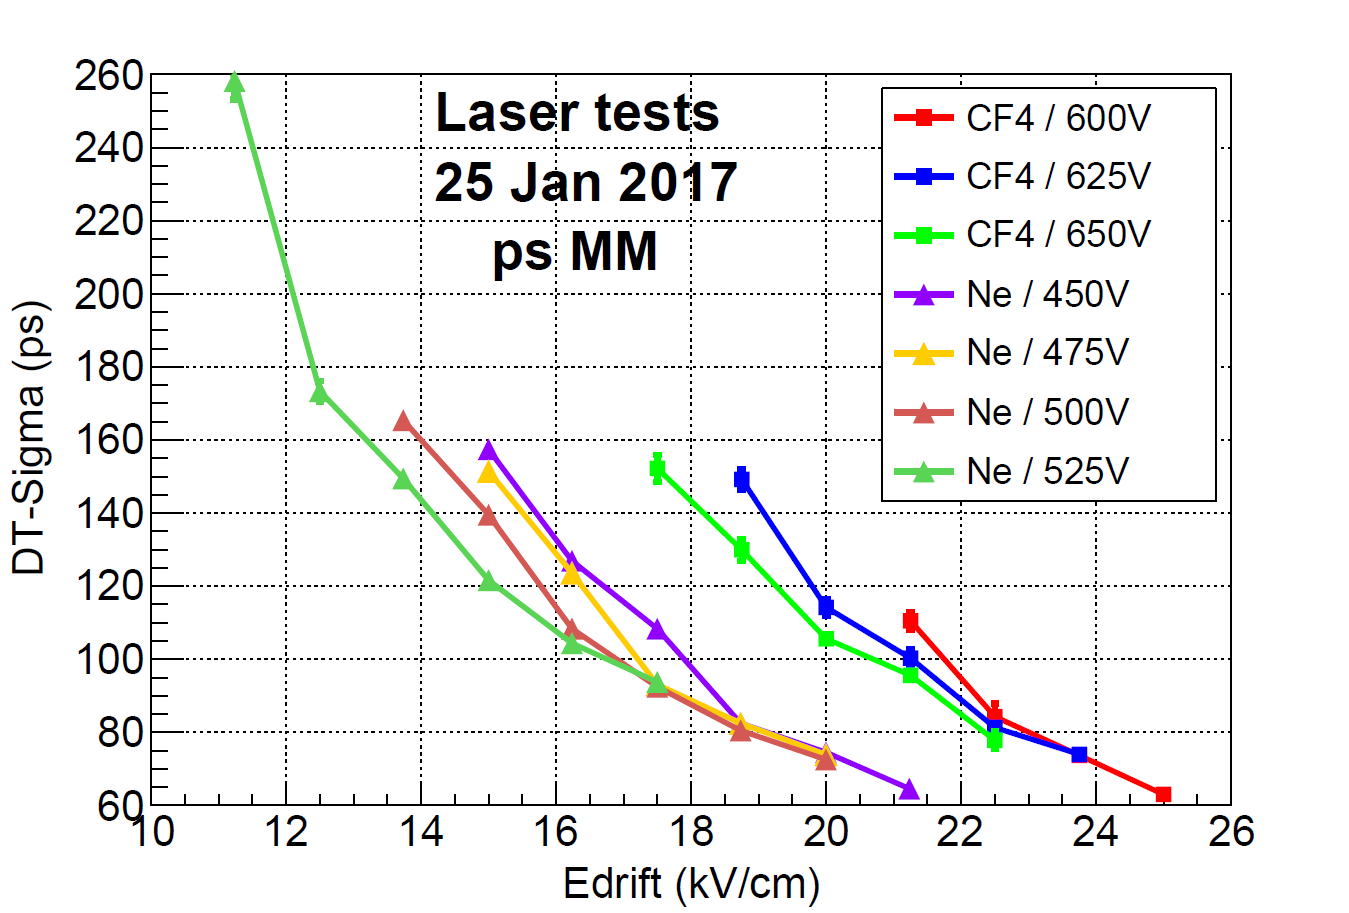 Laser tests
25 Jan 2017
ps MM
CF4 / 600V
CF4 / 625V
CF4 / 650V
Ne / 450V
Ne / 475V
Ne / 500V
Ne / 525V
DT-Sigma (ps)
260
240
220
200
180
160
140
120
100
80
60
10 12 14 16 18 20 22 24 26
Edrift (kV/cm)